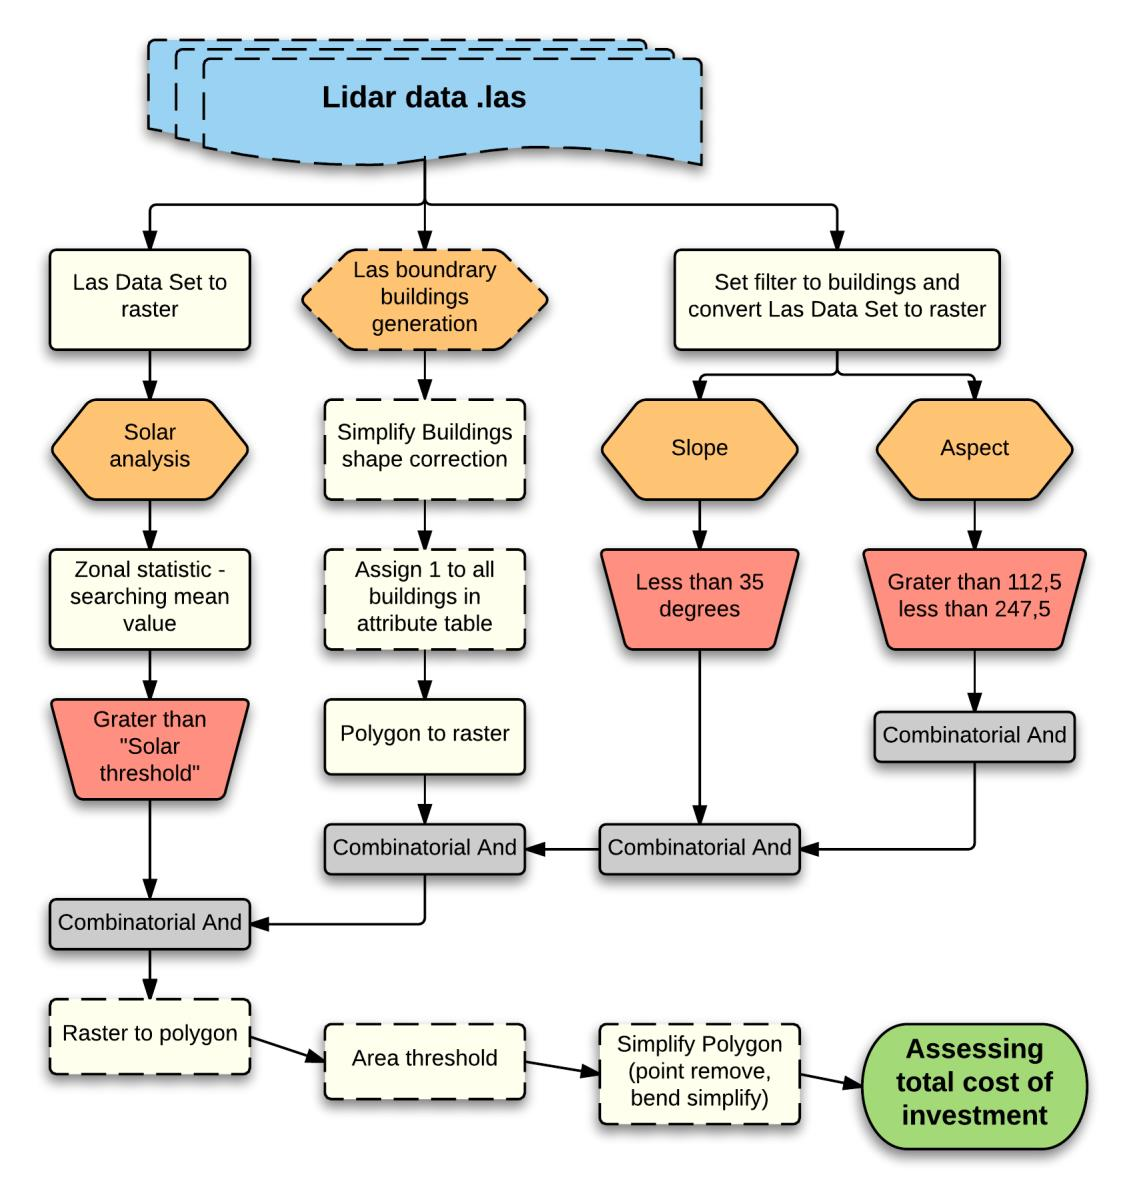 Lidar data .las
Las Data Set to
raster
Las boundrary
buildings
generation
Set filter to buildings and
convert Las Data Set to raster
Solar
analysis
Simplify Buildings
shape correction
Slope
Aspect
Zonal statistic -
searching mean
value
Assign 1 to all
buildings in
attribute table
Less than 35
degrees
Grater than 112,5
less than 247,5
Grater than
"Solar
threshold"
Polygon to raster
Combinatorial And
Combinatorial And
Combinatorial And
Combinatorial And
Raster to polygon
Area threshold
Simplify Polygon
(point remove,
bend simplify)
Assessing
total cost of
investment